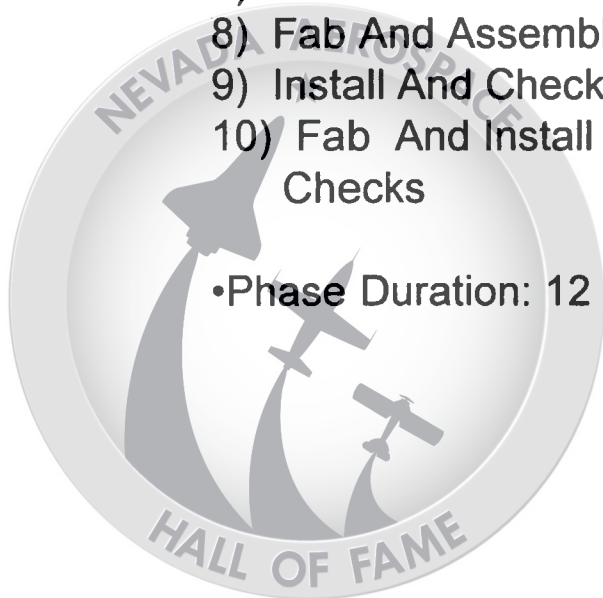 8) Fab And Assembl
9) Install And Check
10) Fab And Install
Checks
•Phase Duration: 12
NEVADA AEROSPACE
HALL OF FAME